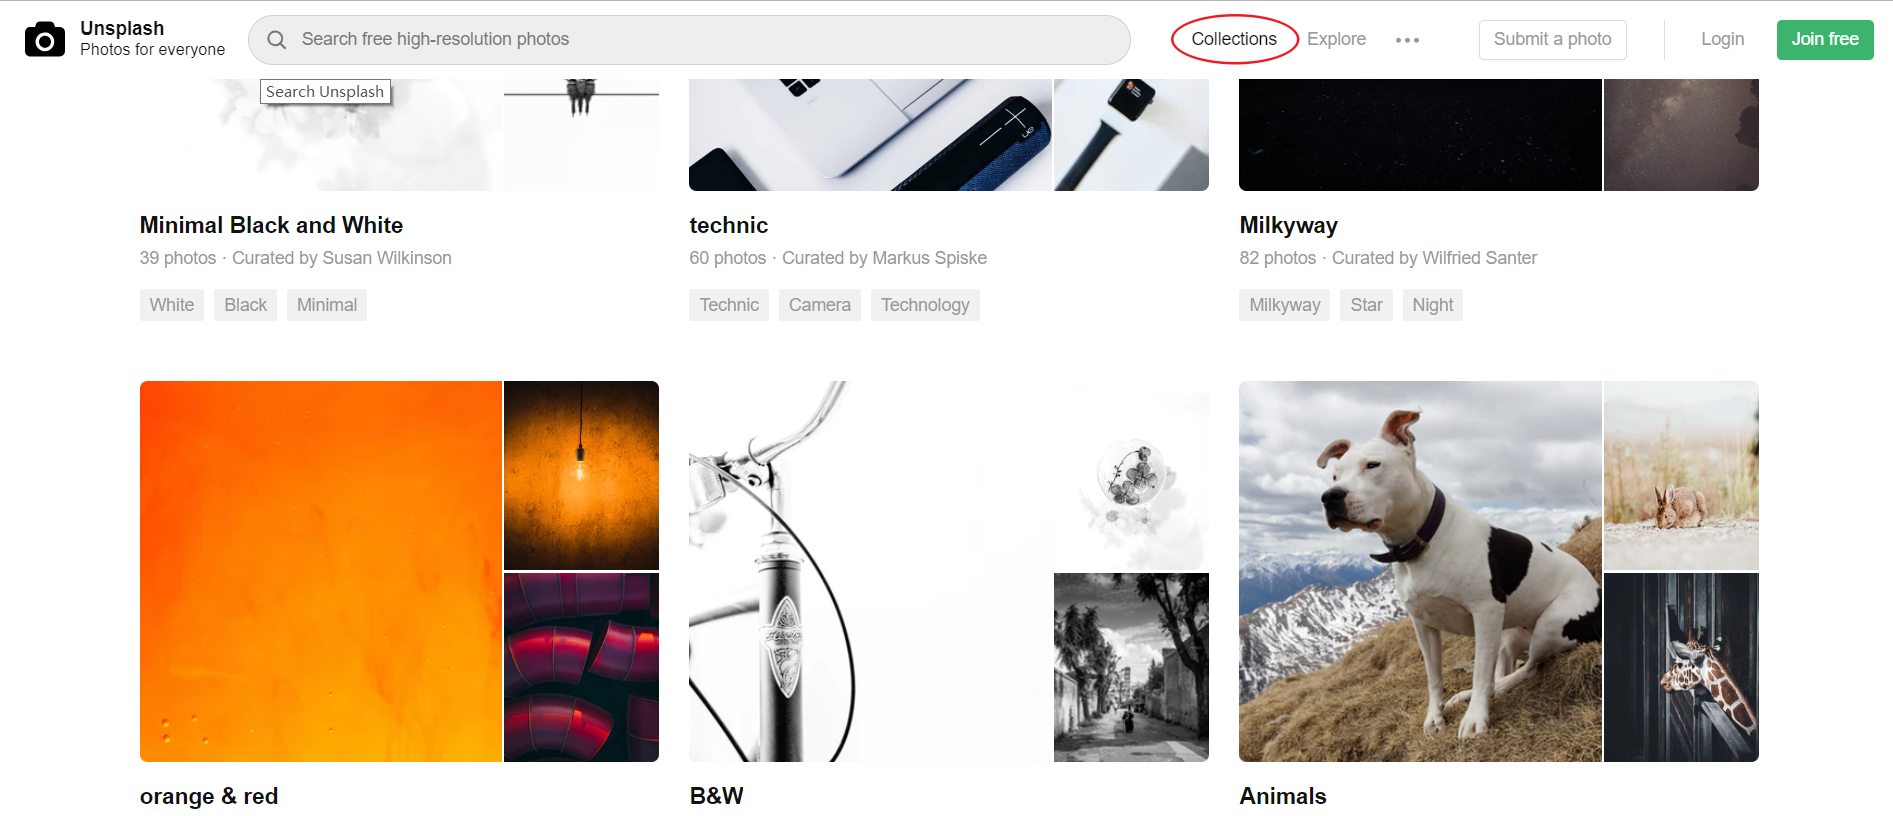 Unsplash
Photos for everyone
Search free high-resolution photos
Collections
Explore
Submit a photo
Login
Join free
Search Unsplash
Minimal Black and White
39 photos · Curated by Susan Wilkinson
White
Black
Minimal
technic
60 photos · Curated by Markus Spiske
Technic
Camera
Technology
Milkyway
82 photos · Curated by Wilfried Santer
Milkyway
Star
Night
orange & red
B&W
Animals